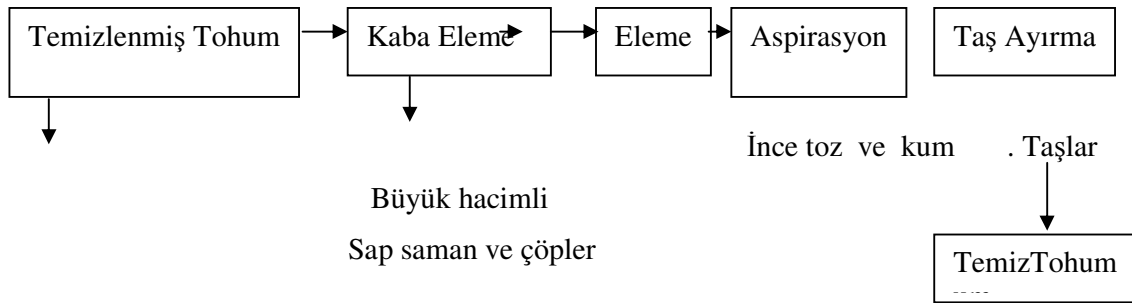 Temizlenmiş Tohum
Kaba Eleme
Eleme
Aspirasyon
Taş Ayırma
İnce toz ve kum . Taşlar
Büyük hacimli
Sap saman ve çöpler
TemizTohum